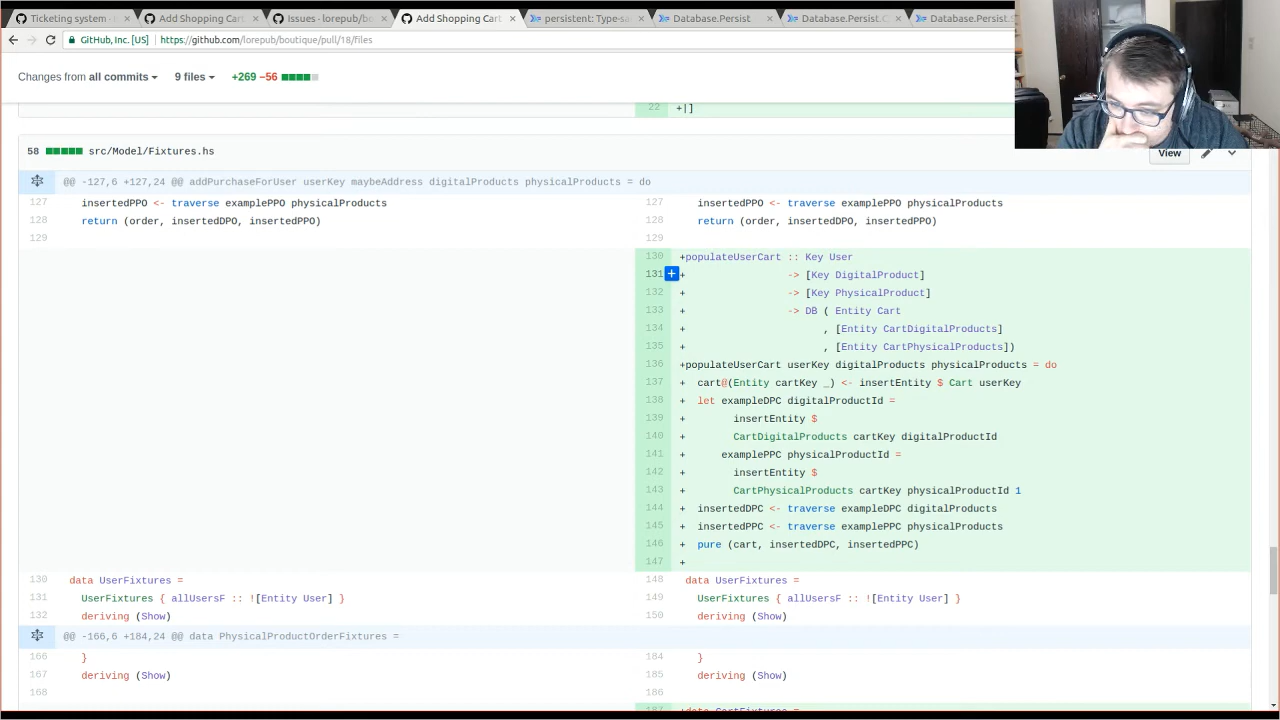 Ticketing system - lorepu
Add Shopping Cart
Issues · lorepub/bo
Add Shopping Cart
persistent: Type-sa
Database.Persist
Database.Persist.C
Database.Persist.S
GitHub, Inc. [US] https://github.com/lorepub/boutique/pull/18/files
Changes from all commits 9 files +269 −56
22 +|]
58 src/Model/Fixtures.hs
View
@@ -127,6 +127,24 @@ addPurchaseForUser userKey maybeAddress digitalProducts physicalProducts = do
127 insertedPPO <- traverse examplePPO physicalProducts 127 insertedPPO <- traverse examplePPO physicalProducts
128 return (order, insertedDPO, insertedPPO) 128 return (order, insertedDPO, insertedPPO)
129 129
130 +populateUserCart :: Key User
131 + -> [Key DigitalProduct]
132 + -> [Key PhysicalProduct]
133 + -> DB ( Entity Cart
134 + , [Entity CartDigitalProducts]
135 + , [Entity CartPhysicalProducts])
136 +populateUserCart userKey digitalProducts physicalProducts = do
137 + cart@(Entity cartKey _) <- insertEntity $ Cart userKey
138 + let exampleDPC digitalProductId =
139 + insertEntity $
140 + CartDigitalProducts cartKey digitalProductId
141 + examplePPC physicalProductId =
142 + insertEntity $
143 + CartPhysicalProducts cartKey physicalProductId 1
144 + insertedDPC <- traverse exampleDPC digitalProducts
145 + insertedPPC <- traverse examplePPC physicalProducts
146 + pure (cart, insertedDPC, insertedPPC)
147 +
130 data UserFixtures = 148 data UserFixtures =
131 UserFixtures { allUsersF :: ![Entity User] } 149 UserFixtures { allUsersF :: ![Entity User] }
132 deriving (Show) 150 deriving (Show)
@@ -166,6 +184,24 @@ data PhysicalProductOrderFixtures =
166 } 184 }
167 deriving (Show) 185 deriving (Show)
168 186
187 +data CartFixtures =